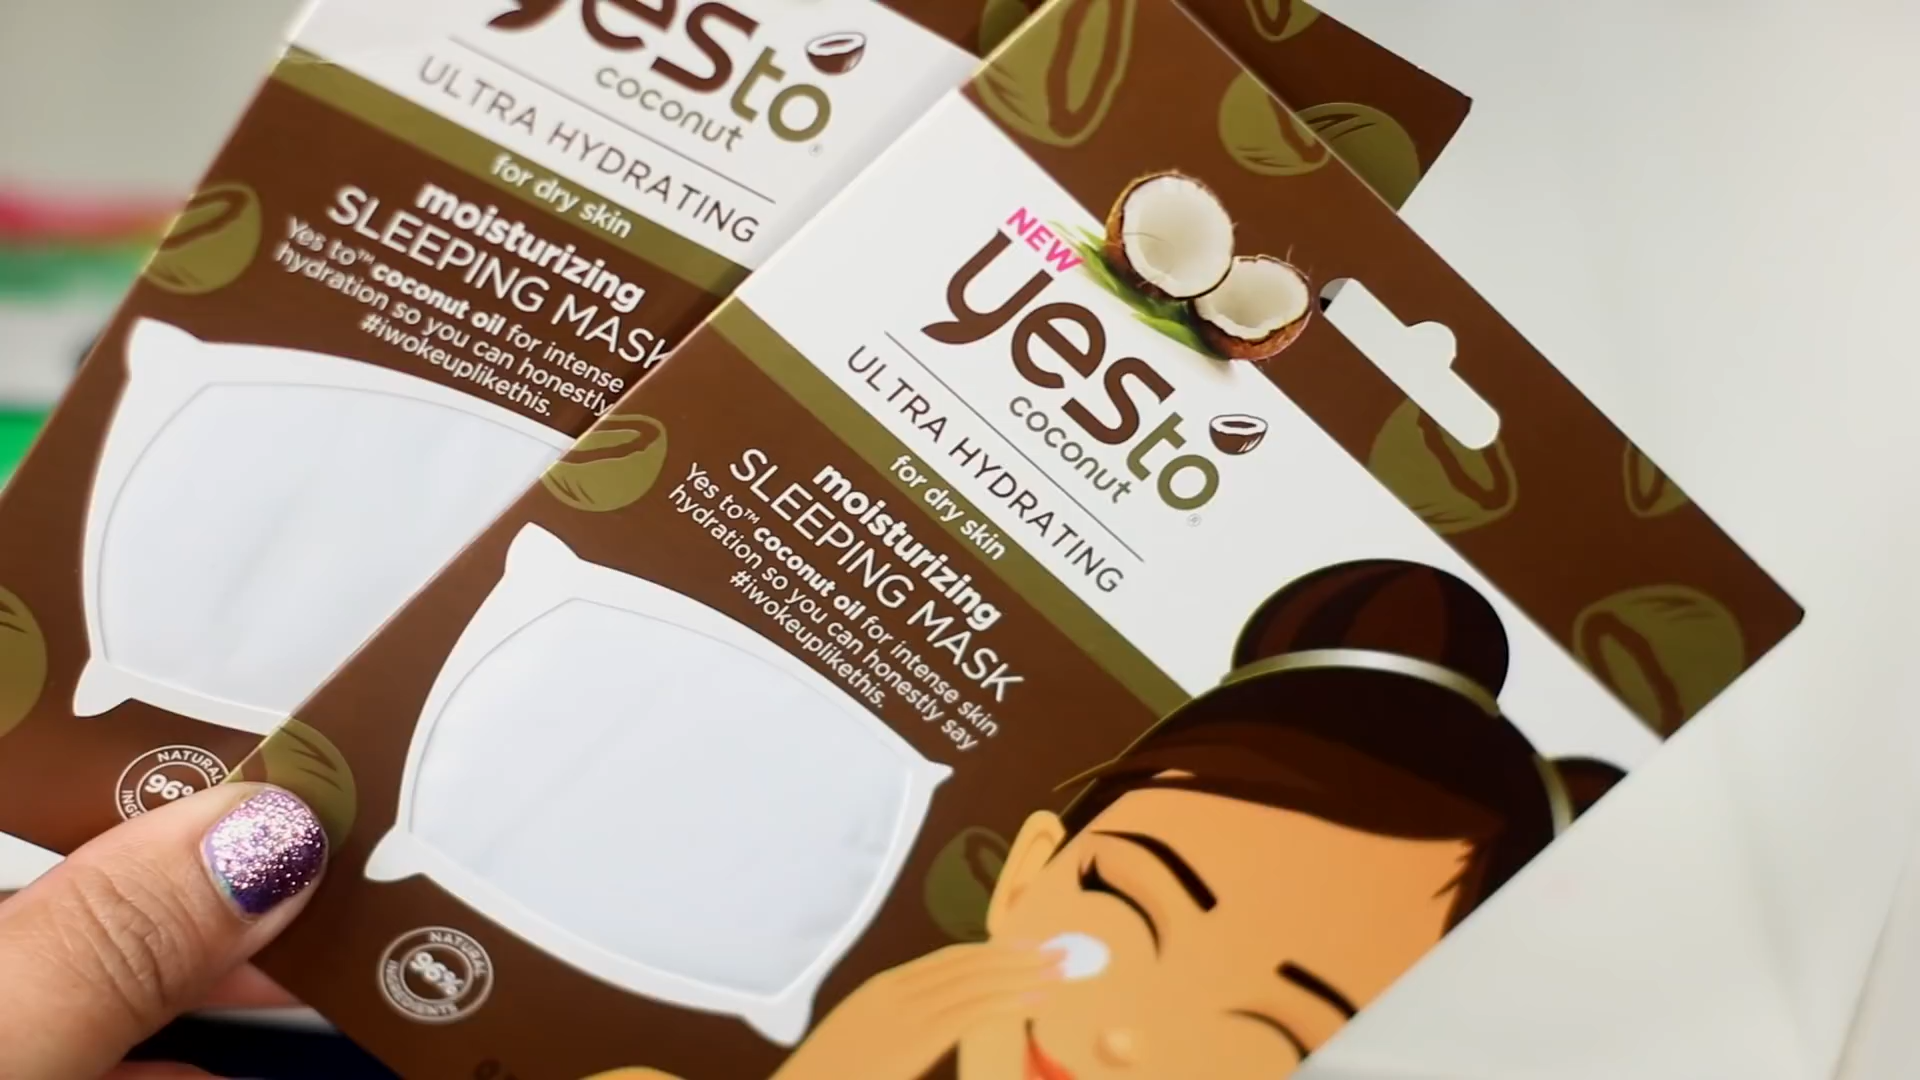 yes to
coconut
ULTRA HYDRATING
for dry skin
moisturizing
SLEEPING MASK
Yes to™ coconut oil for intense
hydration so you can honestly
#iwokeuplikethis.
NATURAL
96%
NEW
yes to
coconut®
ULTRA HYDRATING
for dry skin
moisturizing
SLEEPING MASK
Yes to™ coconut oil for intense skin
hydration so you can honestly say
#iwokeuplikethis.
NATURAL
96%
INGREDIENTS